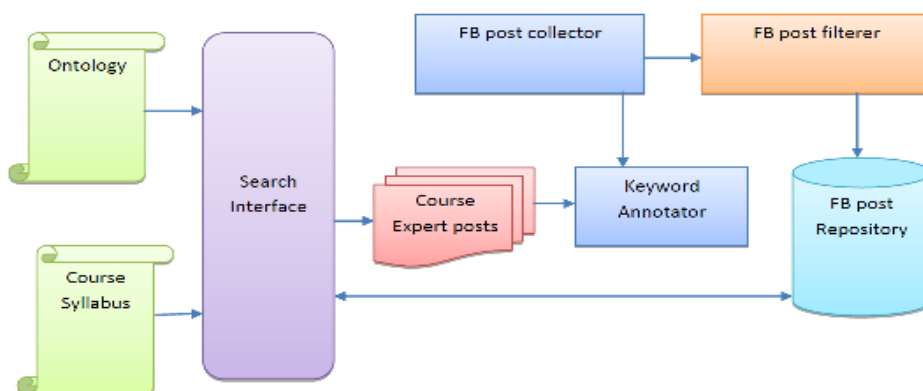 Ontology
Course
Syllabus
Search
Interface
FB post collector
FB post filterer
Course
Expert posts
Keyword
Annotator
FB post
Repository